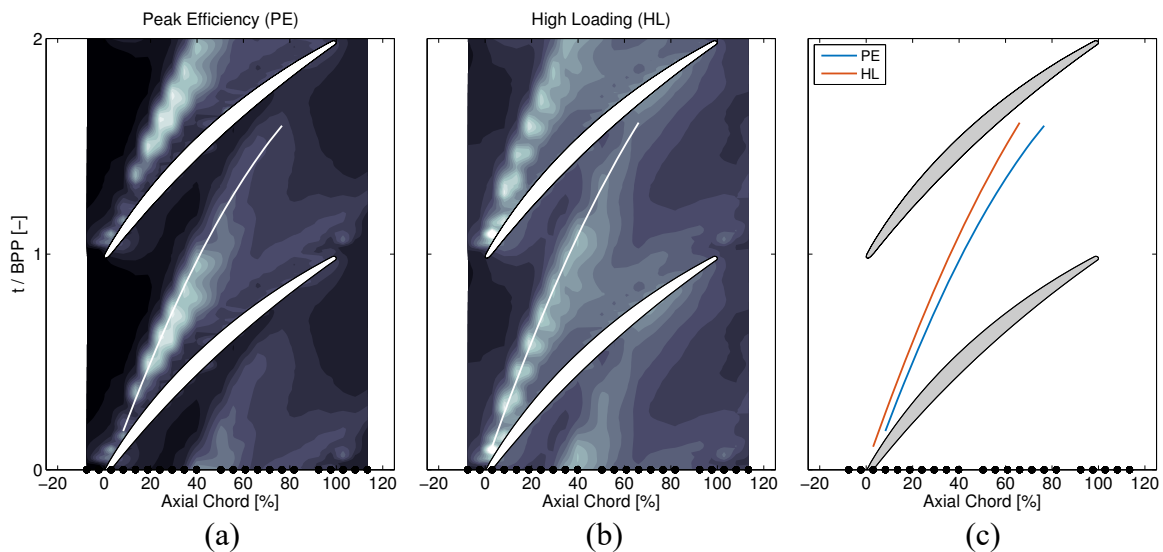 Peak Efficiency (PE)
High Loading (HL)
2
1
0
t / BPP [−]
−20 0 20 40 60 80 100 120
Axial Chord [%]
−20 0 20 40 60 80 100 120
Axial Chord [%]
PE
HL
−20 0 20 40 60 80 100 120
Axial Chord [%]
(a)
(b)
(c)